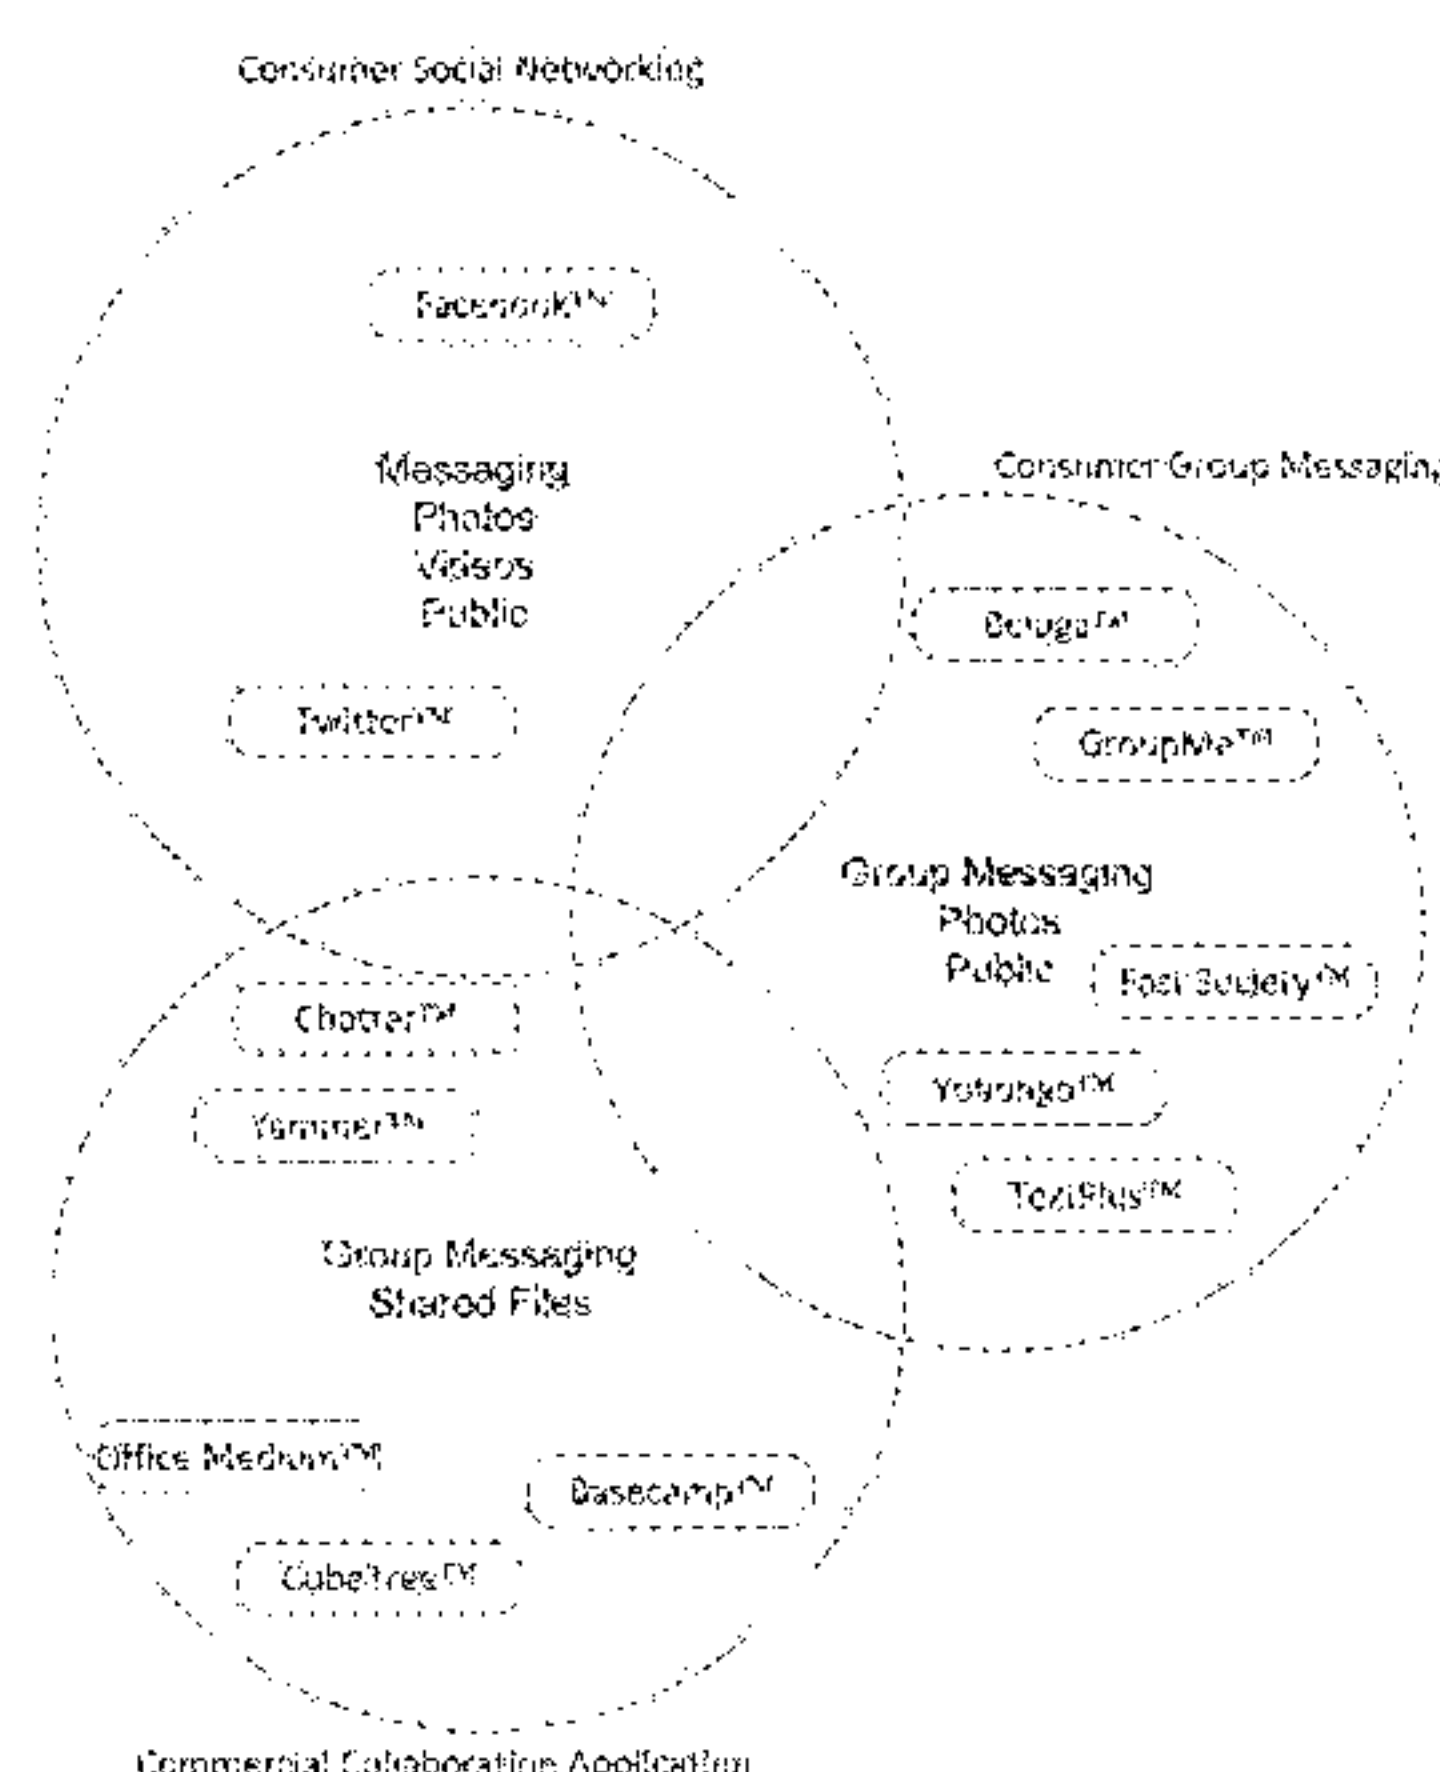 Consumer Social Networking
Facebook™
Messaging
Photos
Videos
Public
Twitter™
Consumer Group Messaging
Beluga™
GroupMe™
Group Messaging
Photos
Public
Fast Society™
Yobongo™
TextPlus™
Chatter™
Yammer™
Group Messaging
Shared Files
Office Medium™
Basecamp™
CubeTree™
Commercial Collaboration Application